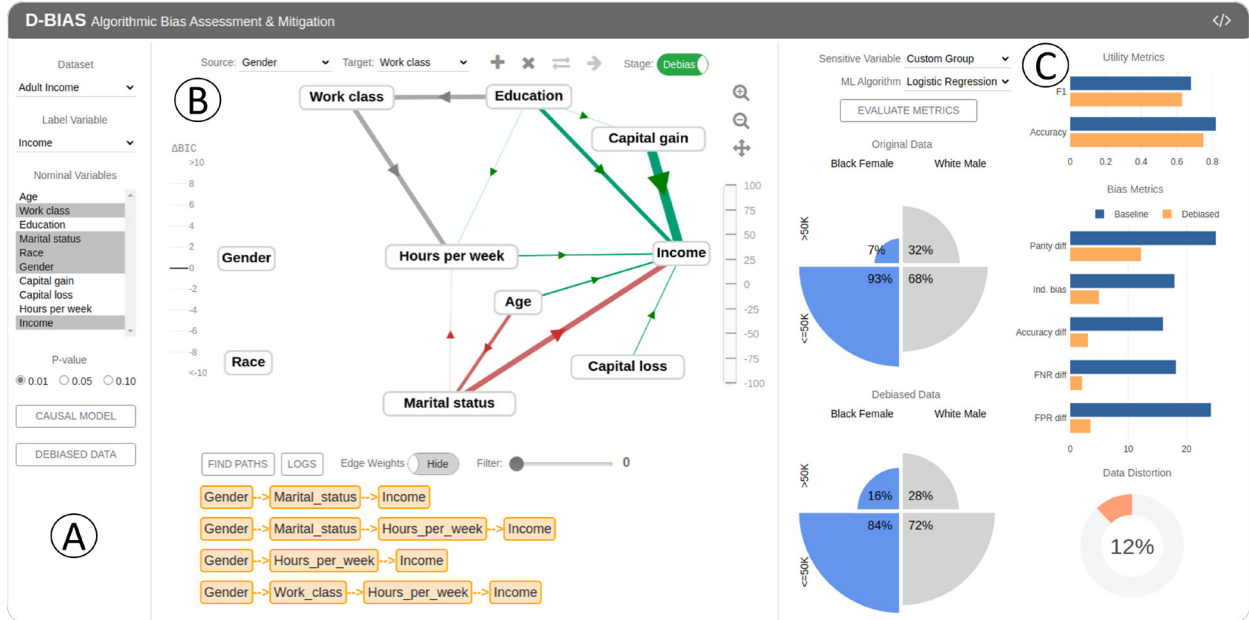 D-BIAS Algorithmic Bias Assessment & Mitigation
</>
Dataset
Adult Income
Label Variable
Income
Nominal Variables
Age
Work class
Education
Marital status
Race
Gender
Capital gain
Capital loss
Hours per week
Income
P-value
0.01 0.05 0.10
CAUSAL MODEL
DEBIASED DATA
A
Source: Gender Target: Work class Stage: Debias
B
Work class
Education
Capital gain
ΔBIC
>10
8
6
4
2
0
-2
-4
-6
-8
<-10
Gender
Hours per week
Income
Age
Race
Capital loss
Marital status
100
75
50
25
0
-25
-50
-75
-100
FIND PATHS LOGS Edge Weights Hide Filter: 0
Gender-->Marital_status-->Income
Gender-->Marital_status-->Hours_per_week-->Income
Gender-->Hours_per_week-->Income
Gender-->Work_class-->Hours_per_week-->Income
Sensitive Variable Custom Group
ML Algorithm Logistic Regression
EVALUATE METRICS
Original Data
Black Female White Male
>50K
7% 32%
93% 68%
<=50K
Debiased Data
Black Female White Male
>50K
16% 28%
84% 72%
<=50K
C
Utility Metrics
F1
Accuracy
0 0.2 0.4 0.6 0.8
Bias Metrics
Baseline Debiased
Parity diff
Ind. bias
Accuracy diff
FNR diff
FPR diff
0 10 20
Data Distortion
12%